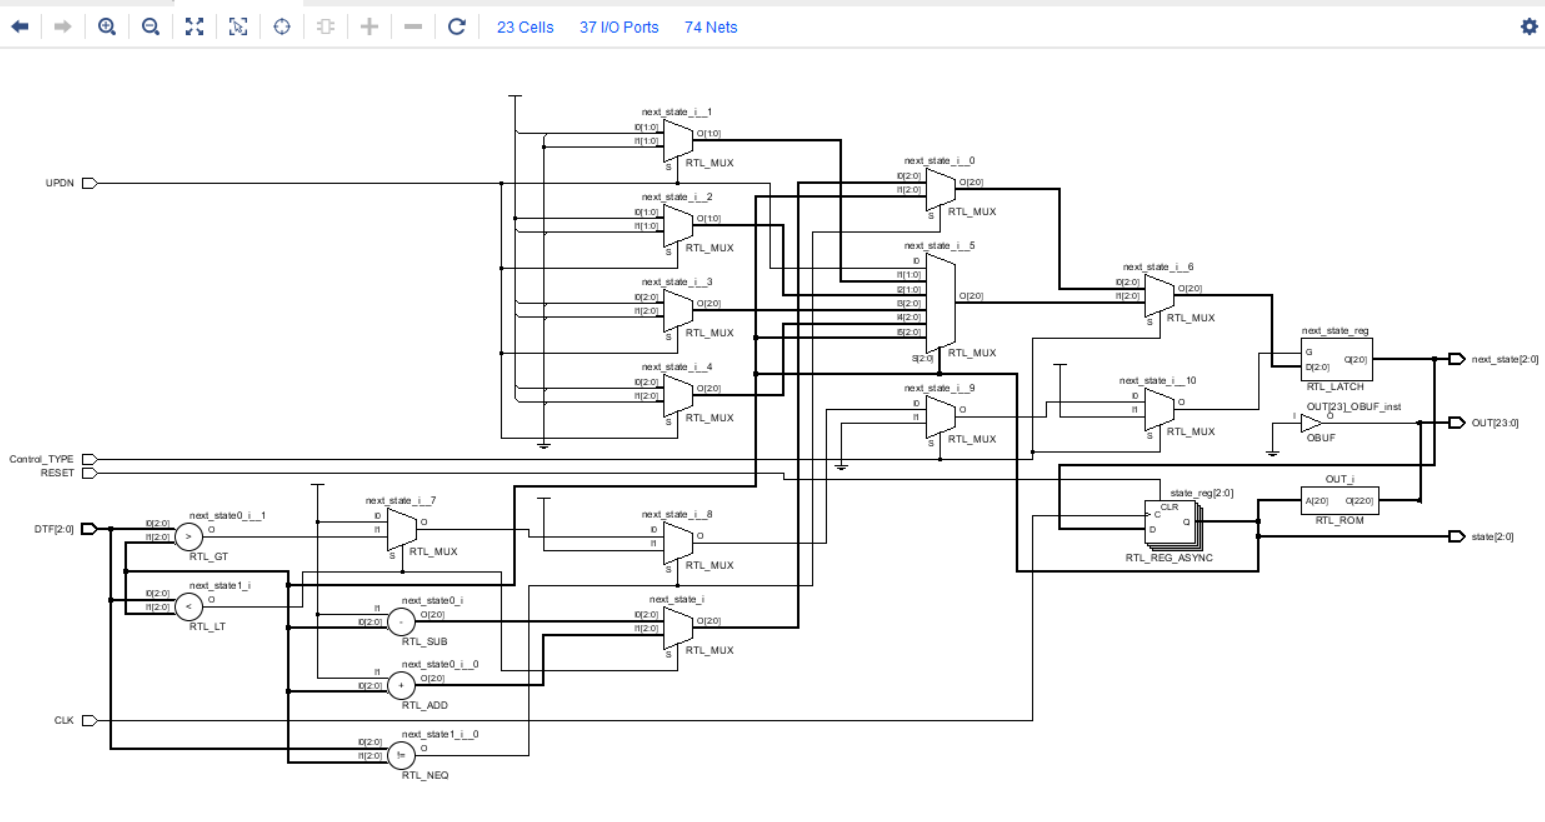 23 Cells 37 I/O Ports 74 Nets
next_state_i__1
I0[1:0]
I1[1:0]
O[1:0]
S
RTL_MUX
next_state_i__0
I0[2:0]
I1[2:0]
O[2:0]
S
RTL_MUX
UPDN
next_state_i__2
I0[1:0]
I1[1:0]
O[1:0]
S
RTL_MUX
next_state_i__5
I0
I1[1:0]
I2[1:0]
I3[2:0]
I4[2:0]
I5[2:0]
O[2:0]
S[2:0]
RTL_MUX
next_state_i__6
I0[2:0]
I1[2:0]
O[2:0]
S
RTL_MUX
next_state_i__3
I0[2:0]
I1[2:0]
O[2:0]
S
RTL_MUX
next_state_reg
G
D[2:0]
Q[2:0]
RTL_LATCH
next_state[2:0]
next_state_i__4
I0[2:0]
I1[2:0]
O[2:0]
S
RTL_MUX
next_state_i__9
I0
I1
O
S
RTL_MUX
next_state_i__10
I0
I1
O
S
RTL_MUX
OUT[23]_OBUF_inst
I
O
OBUF
OUT[23:0]
Control_TYPE
RESET
OUT_i
A[2:0]
O[22:0]
RTL_ROM
state_reg[2:0]
CLR
C
D
Q
RTL_REG_ASYNC
state[2:0]
next_state_i__7
I0
I1
O
S
RTL_MUX
next_state_i__8
I0
I1
O
S
RTL_MUX
DTF[2:0]
next_state0_i__1
I0[2:0]
I1[2:0]
>
O
RTL_GT
next_state1_i
I0[2:0]
I1[2:0]
<
O
RTL_LT
next_state0_i
I1
I0[2:0]
-
O[2:0]
RTL_SUB
next_state_i
I0[2:0]
I1[2:0]
O[2:0]
S
RTL_MUX
next_state0_i__0
I1
I0[2:0]
+
O[2:0]
RTL_ADD
CLK
next_state1_i__0
I0[2:0]
I1[2:0]
!=
O
RTL_NEQ